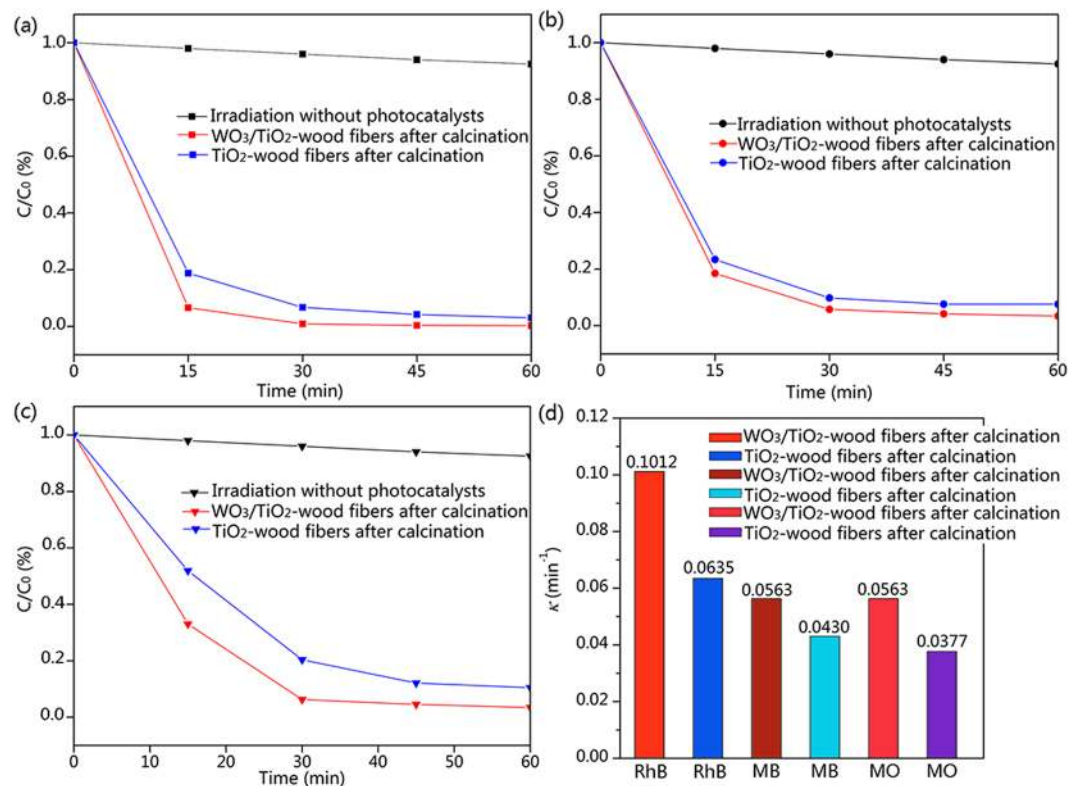 (a)
1.0
0.8
0.6
0.4
0.2
0.0
C/C0 (%)
Irradiation without photocatalysts
WO3/TiO2-wood fibers after calcination
TiO2-wood fibers after calcination
0 15 30 45 60
Time (min)
(b)
1.0
0.8
0.6
0.4
0.2
0.0
C/C0 (%)
Irradiation without photocatalysts
WO3/TiO2-wood fibers after calcination
TiO2-wood fibers after calcination
0 15 30 45 60
Time (min)
(c)
1.0
0.8
0.6
0.4
0.2
0.0
C/C0 (%)
Irradiation without photocatalysts
WO3/TiO2-wood fibers after calcination
TiO2-wood fibers after calcination
0 10 20 30 40 50 60
Time (min)
(d)
0.12
0.10
0.08
0.06
0.04
0.02
0.00
κ (min-1)
WO3/TiO2-wood fibers after calcination
TiO2-wood fibers after calcination
WO3/TiO2-wood fibers after calcination
TiO2-wood fibers after calcination
WO3/TiO2-wood fibers after calcination
TiO2-wood fibers after calcination
0.1012
0.0635
0.0563
0.0430
0.0563
0.0377
RhB RhB MB MB MO MO